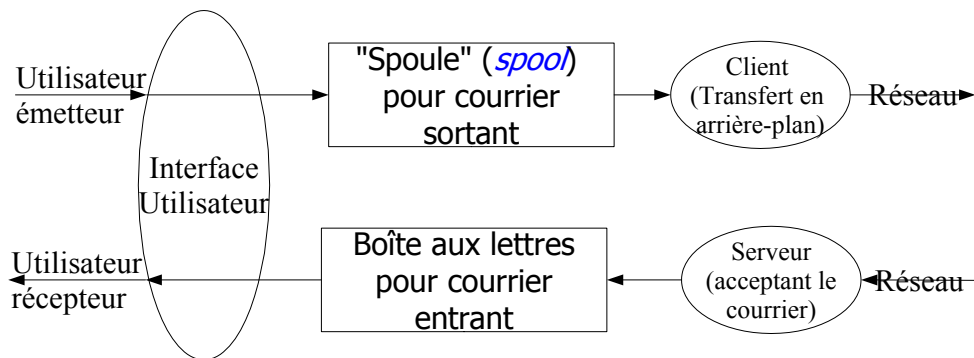 Utilisateur
émetteur
Interface
Utilisateur
"Spoule" (spool)
pour courrier
sortant
Client
(Transfert en
arrière-plan)
Réseau
Utilisateur
récepteur
Boîte aux lettres
pour courrier
entrant
Serveur
(acceptant le
courrier)
Réseau